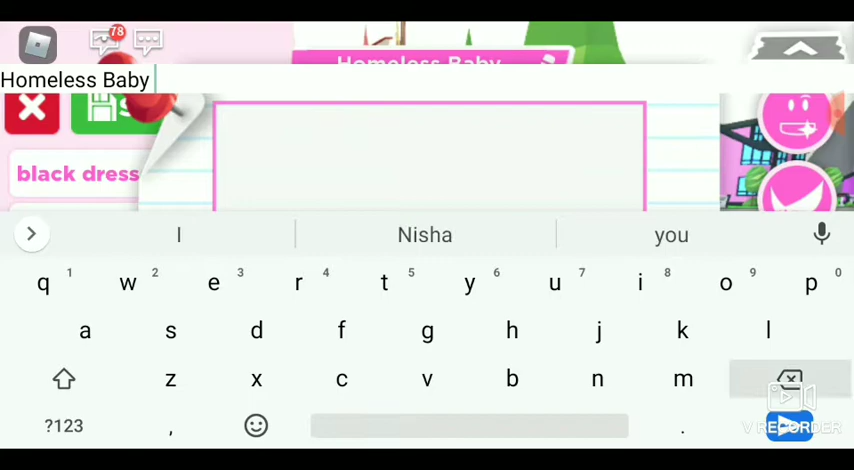 78
Homeless Baby
Homeless Baby
S
black dress
I
Nisha
you
q 1 w 2 e 3 r 4 t 5 y 6 u 7 i 8 o 9 p 0
a s d f g h j k l
z x c v b n m
?123 , .
V RECORDER